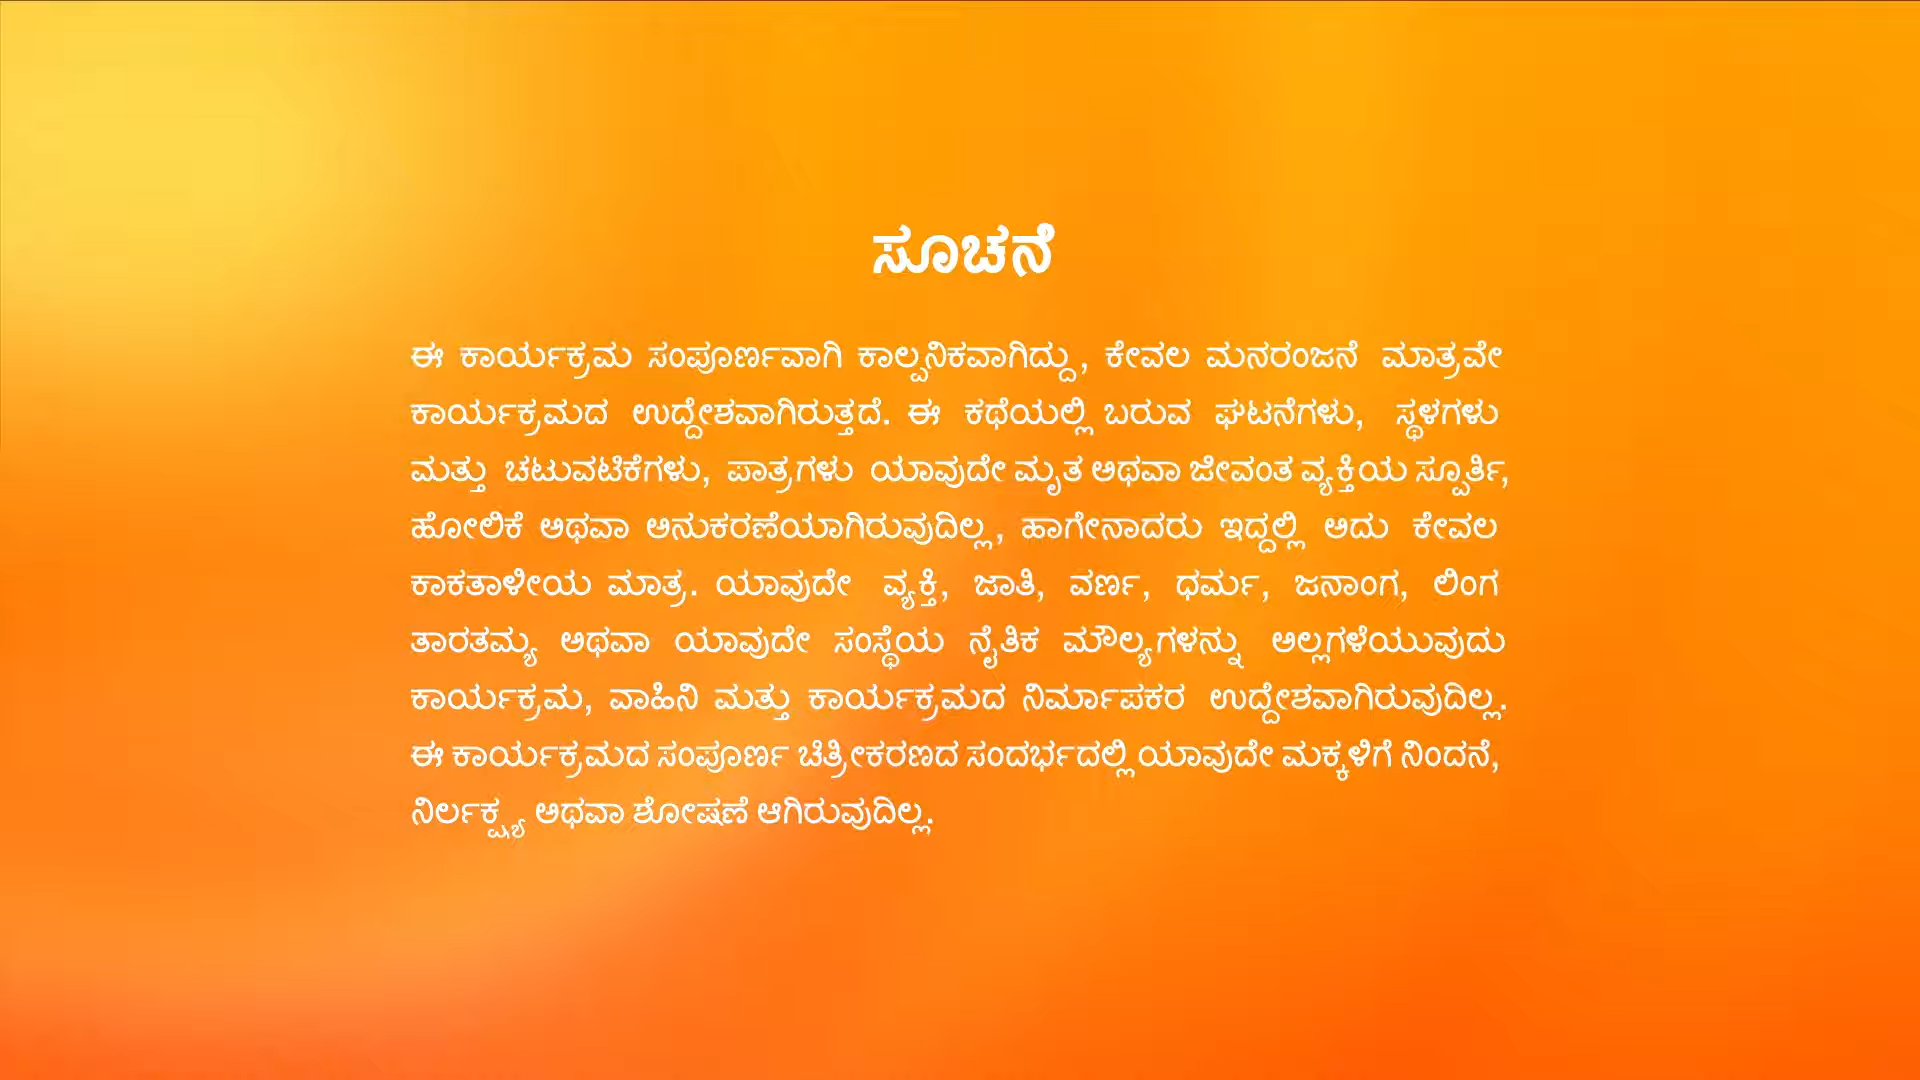 ಸೂಚನೆ
ಈ ಕಾರ್ಯಕ್ರಮ ಸಂಪೂರ್ಣವಾಗಿ ಕಾಲ್ಪನಿಕವಾಗಿದ್ದು, ಕೇವಲ ಮನರಂಜನೆ ಮಾತ್ರವೇ
ಕಾರ್ಯಕ್ರಮದ ಉದ್ದೇಶವಾಗಿರುತ್ತದೆ. ಈ ಕಥೆಯಲ್ಲಿ ಬರುವ ಘಟನೆಗಳು, ಸ್ಥಳಗಳು
ಮತ್ತು ಚಟುವಟಿಕೆಗಳು, ಪಾತ್ರಗಳು ಯಾವುದೇ ಮೃತ ಅಥವಾ ಜೀವಂತ ವ್ಯಕ್ತಿಯ ಸ್ಪೂರ್ತಿ,
ಹೋಲಿಕೆ ಅಥವಾ ಅನುಕರಣೆಯಾಗಿರುವುದಿಲ್ಲ, ಹಾಗೇನಾದರು ಇದ್ದಲ್ಲಿ ಅದು ಕೇವಲ
ಕಾಕತಾಳೀಯ ಮಾತ್ರ. ಯಾವುದೇ ವ್ಯಕ್ತಿ, ಜಾತಿ, ವರ್ಣ, ಧರ್ಮ, ಜನಾಂಗ, ಲಿಂಗ
ತಾರತಮ್ಯ ಅಥವಾ ಯಾವುದೇ ಸಂಸ್ಥೆಯ ನೈತಿಕ ಮೌಲ್ಯಗಳನ್ನು ಅಲ್ಲಗಳೆಯುವುದು
ಕಾರ್ಯಕ್ರಮ, ವಾಹಿನಿ ಮತ್ತು ಕಾರ್ಯಕ್ರಮದ ನಿರ್ಮಾಪಕರ ಉದ್ದೇಶವಾಗಿರುವುದಿಲ್ಲ.
ಈ ಕಾರ್ಯಕ್ರಮದ ಸಂಪೂರ್ಣ ಚಿತ್ರೀಕರಣದ ಸಂದರ್ಭದಲ್ಲಿ ಯಾವುದೇ ಮಕ್ಕಳಿಗೆ ನಿಂದನೆ,
ನಿರ್ಲಕ್ಷ್ಯ ಅಥವಾ ಶೋಷಣೆ ಆಗಿರುವುದಿಲ್ಲ.